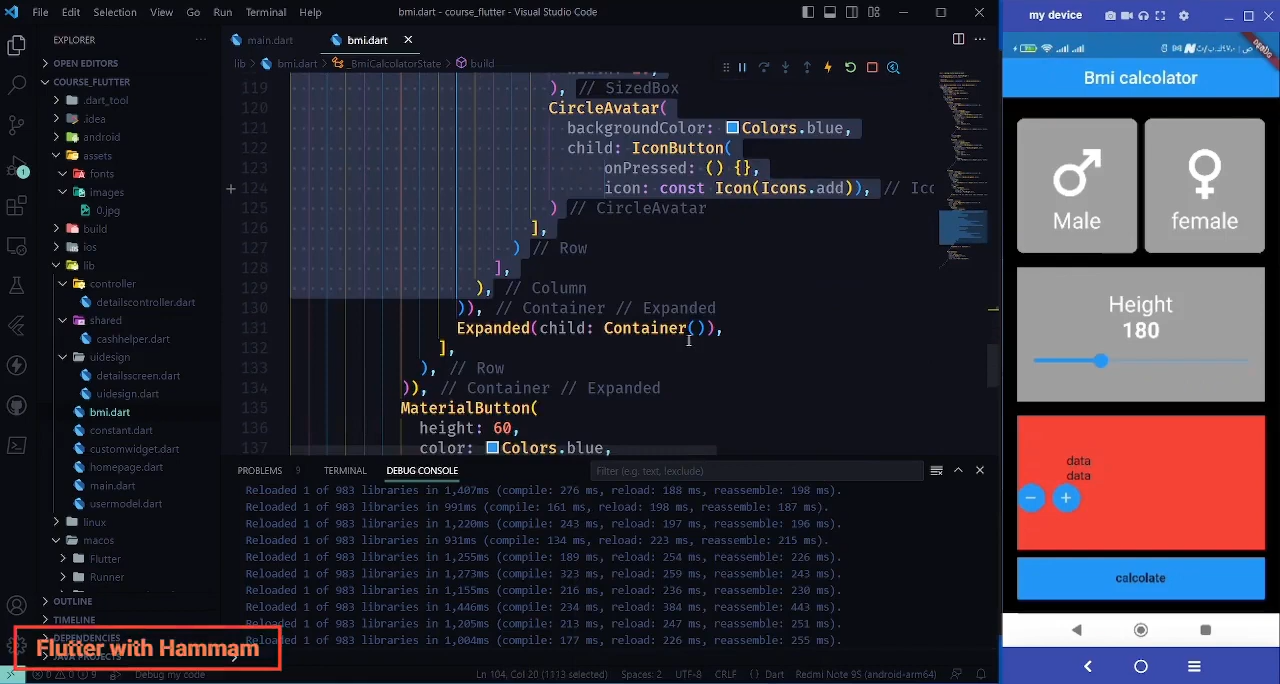 File Edit Selection View Go Run Terminal Help
bmi.dart - course_flutter - Visual Studio Code
EXPLORER
OPEN EDITORS
COURSE_FLUTTER
.dart_tool
.idea
android
assets
fonts
images
0.jpg
build
ios
lib
controller
detailscontroller.dart
shared
cashhelper.dart
uidesign
detailsscreen.dart
uidesign.dart
bmi.dart
constant.dart
customwidget.dart
homepage.dart
main.dart
usermodel.dart
linux
macos
Flutter
Runner
OUTLINE
TIMELINE
DEPENDENCIES
Flutter with Hammam
main.dart
bmi.dart
lib > bmi.dart > _BmiCalcolatorState > build
119 ), // SizedBox
120 CircleAvatar(
121 backgroundColor: Colors.blue,
122 child: IconButton(
123 onPressed: () {},
124 icon: const Icon(Icons.add)), // Ico
125 ) // CircleAvatar
126 ],
127 ) // Row
128 ],
129 ), // Column
130 )), // Container // Expanded
131 Expanded(child: Container()),
132 ],
133 ), // Row
134 )), // Container // Expanded
135 MaterialButton(
136 height: 60,
137 color: Colors.blue,
PROBLEMS 9 TERMINAL DEBUG CONSOLE
Filter (e.g. text, !exclude)
Reloaded 1 of 983 libraries in 1,407ms (compile: 276 ms, reload: 188 ms, reassemble: 198 ms).
Reloaded 1 of 983 libraries in 991ms (compile: 161 ms, reload: 198 ms, reassemble: 187 ms).
Reloaded 1 of 983 libraries in 1,220ms (compile: 243 ms, reload: 197 ms, reassemble: 196 ms).
Reloaded 1 of 983 libraries in 931ms (compile: 134 ms, reload: 223 ms, reassemble: 215 ms).
Reloaded 1 of 983 libraries in 1,255ms (compile: 189 ms, reload: 254 ms, reassemble: 226 ms).
Reloaded 1 of 983 libraries in 1,273ms (compile: 323 ms, reload: 259 ms, reassemble: 243 ms).
Reloaded 1 of 983 libraries in 1,155ms (compile: 216 ms, reload: 236 ms, reassemble: 230 ms).
Reloaded 1 of 983 libraries in 1,446ms (compile: 234 ms, reload: 384 ms, reassemble: 443 ms).
Reloaded 1 of 983 libraries in 1,205ms (compile: 213 ms, reload: 247 ms, reassemble: 251 ms).
Reloaded 1 of 983 libraries in 1,004ms (compile: 177 ms, reload: 226 ms, reassemble: 255 ms).
0 0 9 Debug my code
Ln 104, Col 20 (1113 selected) Spaces: 2 UTF-8 CRLF {} Dart Redmi Note 9S (android-arm64)
my device
Bmi calcolator
Male
female
Height
180
data
data
calcolate